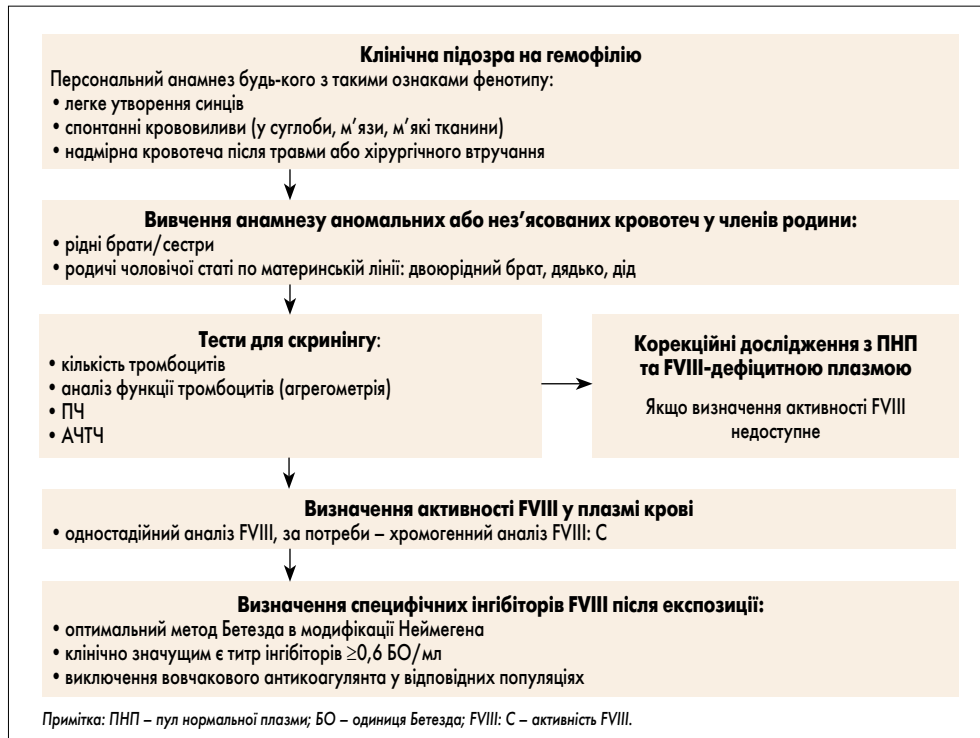 Клінічна підозра на гемофілію
Персональний анамнез будь-кого з такими ознаками фенотипу:
• легке утворення синців
• спонтанні крововиливи (у суглоби, м’язи, м’які тканини)
• надмірна кровотеча після травми або хірургічного втручання
Вивчення анамнезу аномальних або нез’ясованих кровотеч у членів родини:
• рідні брати/сестри
• родичі чоловічої статі по материнській лінії: двоюрідний брат, дядько, дід
Тести для скринінгу:
• кількість тромбоцитів
• аналіз функції тромбоцитів (агрегометрія)
• ПЧ
• АЧТЧ
Корекційні дослідження з ПНП
та FVIII-дефіцитною плазмою
Якщо визначення активності FVIII
недоступне
Визначення активності FVIII у плазмі крові
• одностадійний аналіз FVIII, за потреби – хромогенний аналіз FVIII: С
Визначення специфічних інгібіторів FVIII після експозиції:
• оптимальний метод Бетезда в модифікації Неймегена
• клінічно значущим є титр інгібіторів ≥0,6 БО/мл
• виключення вовчакового антикоагулянта у відповідних популяціях
Примітка: ПНП – пул нормальної плазми; БО – одиниця Бетезда; FVIII: С – активність FVIII.